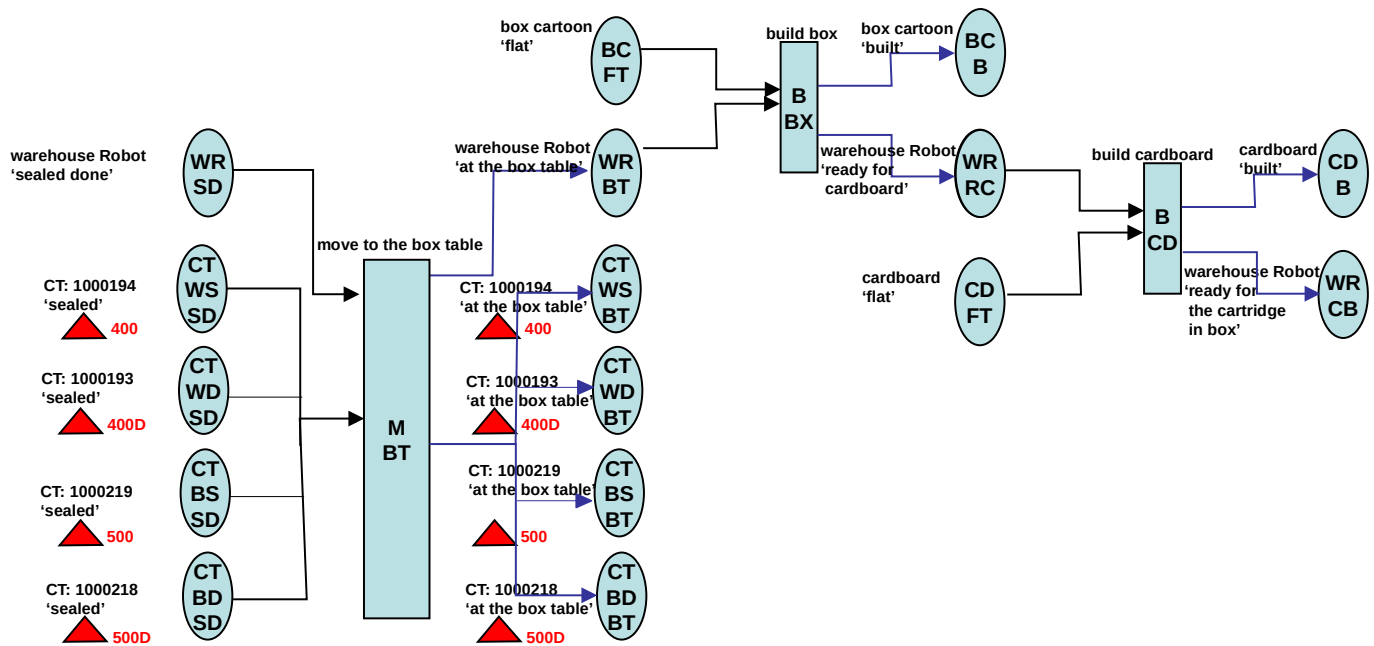 box cartoon
‘flat’
BC
FT
build box
B
BX
box cartoon
‘built’
BC
B
warehouse Robot
‘sealed done’
WR
SD
warehouse Robot
‘at the box table’
WR
BT
warehouse Robot
‘ready for
cardboard’
WR
RC
build cardboard
B
CD
cardboard
‘built’
CD
B
move to the box table
M
BT
CT: 1000194
‘sealed’
400
CT
WS
SD
CT: 1000194
‘at the box table’
400
CT
WS
BT
cardboard
‘flat’
CD
FT
warehouse Robot
‘ready for
the cartridge
in box’
WR
CB
CT: 1000193
‘sealed’
400D
CT
WD
SD
CT: 1000193
‘at the box table’
400D
CT
WD
BT
CT: 1000219
‘sealed’
500
CT
BS
SD
CT: 1000219
‘at the box table’
500
CT
BS
BT
CT: 1000218
‘sealed’
500D
CT
BD
SD
CT: 1000218
‘at the box table’
500D
CT
BD
BT